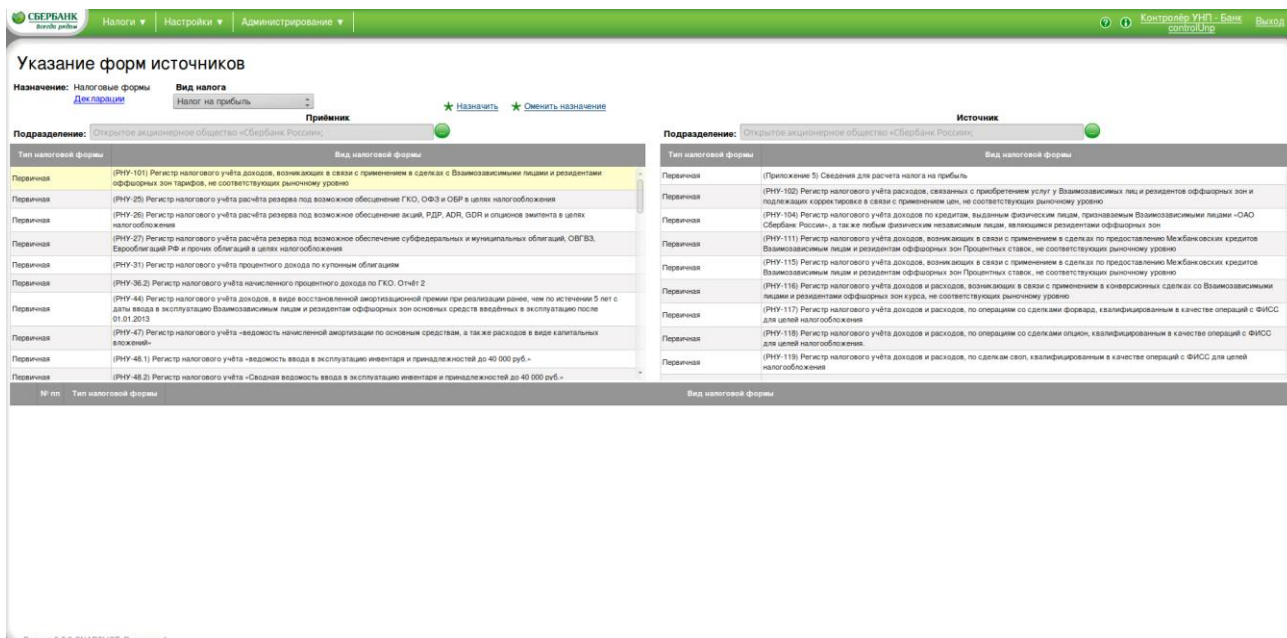 СБЕРБАНК
Всегда рядом
Налоги ▼
Настройки ▼
Администрирование ▼
Контролёр УНП - Банк
controlUnp
Выход
Указание форм источников
Назначение: Налоговые формы
Декларации
Вид налога
Налог на прибыль
Назначить
Оменить назначение
Приёмник
Подразделение: Открытое акционерное общество «Сбербанк России»;
Тип налоговой формы
Вид налоговой формы
Первичная
(РНУ-101) Регистр налогового учёта доходов, возникающих в связи с применением в сделках с Взаимозависимыми лицами и резидентами
оффшорных зон тарифов, не соответствующих рыночному уровню
Первичная
(РНУ-25) Регистр налогового учёта расчёта резерва под возможное обесценение ГКО, ОФЗ и ОБР в целях налогообложения
Первичная
(РНУ-26) Регистр налогового учёта расчёта резерва под возможное обесценение акций, РДР, ADR, GDR и опционов эмитента в целях
налогообложения
Первичная
(РНУ-27) Регистр налогового учёта расчёта резерва под возможное обеспечение субфедеральных и муниципальных облигаций, ОВГВЗ,
Еврооблигаций РФ и прочих облигаций в целях налогообложения
Первичная
(РНУ-31) Регистр налогового учёта процентного дохода по купонным облигациям
Первичная
(РНУ-36.2) Регистр налогового учёта начисленного процентного дохода по ГКО. Отчёт 2
Первичная
(РНУ-44) Регистр налогового учёта доходов, в виде восстановленной амортизационной премии при реализации ранее, чем по истечении 5 лет с
даты ввода в эксплуатацию Взаимозависимым лицам и резидентам оффшорных зон основных средств введённых в эксплуатацию после
01.01.2013
Первичная
(РНУ-47) Регистр налогового учёта «ведомость начисленной амортизации по основным средствам, а также расходов в виде капитальных
вложений»
Первичная
(РНУ-48.1) Регистр налогового учёта «ведомость ввода в эксплуатацию инвентаря и принадлежностей до 40 000 руб.»
Первичная
(РНУ-48.2) Регистр налогового учёта «Сводная ведомость ввода в эксплуатацию инвентаря и принадлежностей до 40 000 руб.»
Источник
Подразделение: Открытое акционерное общество «Сбербанк России»;
Тип налоговой формы
Вид налоговой формы
Первичная
(Приложение 5) Сведения для расчета налога на прибыль
Первичная
(РНУ-102) Регистр налогового учёта расходов, связанных с приобретением услуг у Взаимозависимых лиц и резидентов оффшорных зон и
подлежащих корректировке в связи с применением цен, не соответствующих рыночному уровню
Первичная
(РНУ-104) Регистр налогового учёта доходов по кредитам, выданным физическим лицам, признаваемым Взаимозависимыми лицами «ОАО
Сбербанк России», а также любым физическим независимым лицам, являющимся резидентами оффшорных зон
Первичная
(РНУ-111) Регистр налогового учёта доходов, возникающих в связи с применением в сделках по предоставлению Межбанковских кредитов
Взаимозависимым лицам и резидентам оффшорных зон Процентных ставок, не соответствующих рыночному уровню
Первичная
(РНУ-115) Регистр налогового учёта доходов, возникающих в связи с применением в сделках по предоставлению Межбанковских кредитов
Взаимозависимым лицам и резидентам оффшорных зон Процентных ставок, не соответствующих рыночному уровню
Первичная
(РНУ-116) Регистр налогового учёта доходов и расходов, возникающих в связи с применением в конверсионных сделках со Взаимозависимыми
лицами и резидентами оффшорных зон курса, не соответствующих рыночному уровню
Первичная
(РНУ-117) Регистр налогового учёта доходов и расходов, по операциям со сделками форвард, квалифицированным в качестве операций с ФИСС
для целей налогообложения
Первичная
(РНУ-118) Регистр налогового учёта доходов и расходов, по операциям со сделками опцион, квалифицированным в качестве операций с ФИСС
для целей налогообложения.
Первичная
(РНУ-119) Регистр налогового учёта доходов и расходов, по сделкам своп, квалифицированным в качестве операций с ФИСС для целей
налогообложения
№ пп
Тип налоговой формы
Вид налоговой формы